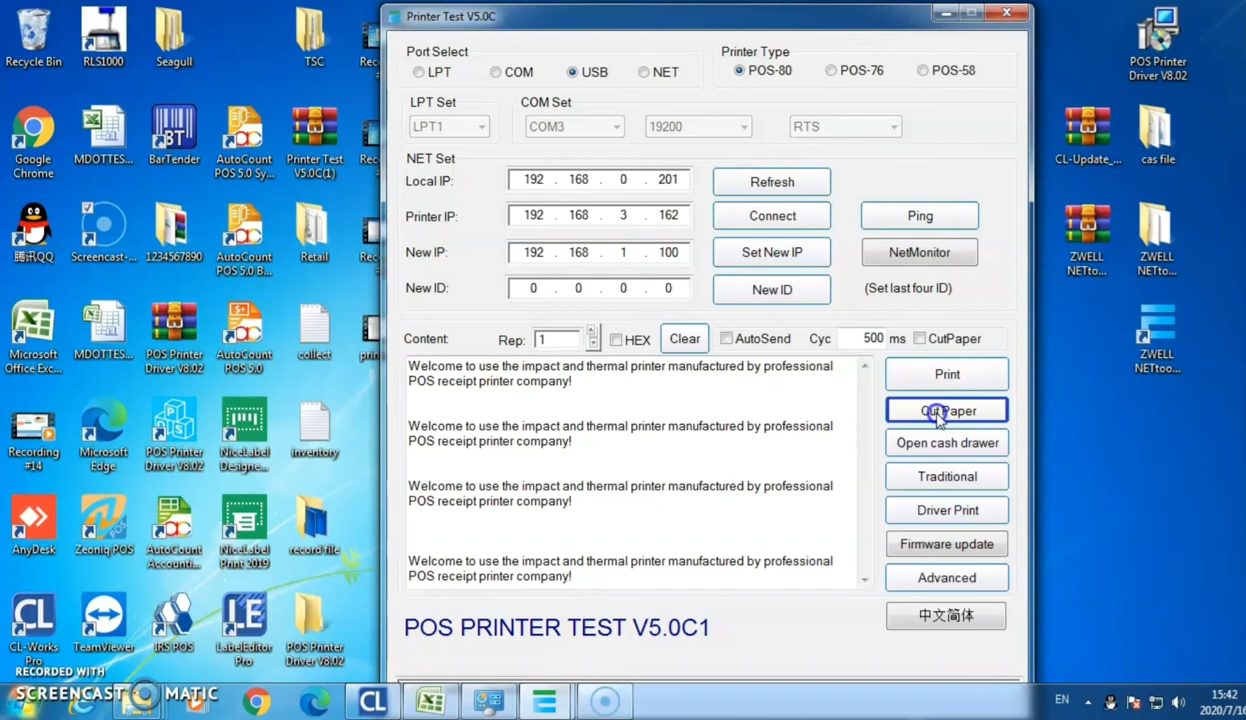 Printer Test V5.0C
Port Select
LPT
COM
USB
NET
Printer Type
POS-80
POS-76
POS-58
LPT Set
LPT1
COM Set
COM3
19200
RTS
NET Set
Local IP:
192 . 168 . 0 . 201
Refresh
Printer IP:
192 . 168 . 3 . 162
Connect
Ping
New IP:
192 . 168 . 1 . 100
Set New IP
NetMonitor
New ID:
0 . 0 . 0 . 0
New ID
(Set last four ID)
Content:
Rep:
1
HEX
Clear
AutoSend
Cyc
500
ms
CutPaper
Welcome to use the impact and thermal printer manufactured by professional
POS receipt printer company!
Welcome to use the impact and thermal printer manufactured by professional
POS receipt printer company!
Welcome to use the impact and thermal printer manufactured by professional
POS receipt printer company!
Welcome to use the impact and thermal printer manufactured by professional
POS receipt printer company!
Print
Cut Paper
Open cash drawer
Traditional
Driver Print
Firmware update
Advanced
中文简体
POS PRINTER TEST V5.0C1
Recycle Bin
RLS1000
Seagull
TSC
Google
Chrome
MDOTTES...
BarTender
AutoCount
POS 5.0 Sy...
Printer Test
V5.0C(1)
腾讯QQ
Screencast-...
1234567890
AutoCount
POS 5.0 B...
Retail
Microsoft
Office Exc...
MDOTTES...
POS Printer
Driver V8.02
AutoCount
POS 5.0
collect
Recording
#14
Microsoft
Edge
POS Printer
Driver V8.02
NiceLabel
Designe...
inventory
AnyDesk
Zeoniq POS
AutoCount
Accounti...
NiceLabel
Print 2019
record file
CL-Works
Pro
TeamViewer
IRS POS
LabelEditor
Pro
POS Printer
Driver V8.02
POS Printer
Driver V8.02
CL-Update_...
cas file
ZWELL
NETto...
ZWELL
NETto...
ZWELL
NETtoo...
RECORDED WITH
SCREENCAST MATIC
EN
15:42
2020/7/16